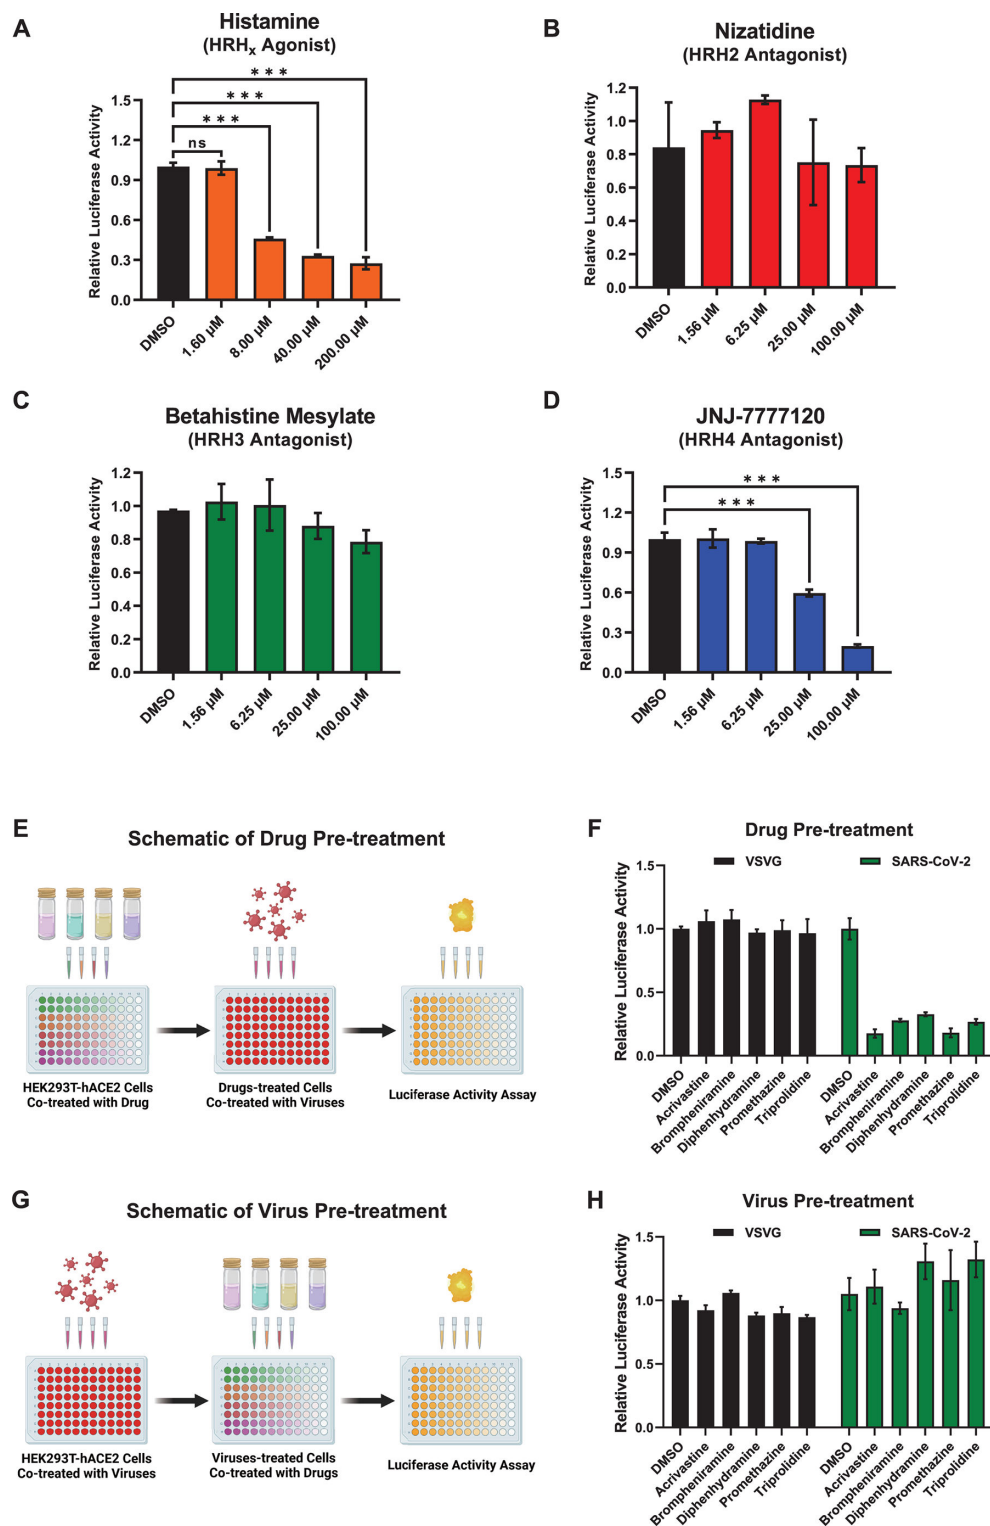 A
Histamine
(HRHx Agonist)
Relative Luciferase Activity
1.5
1.2
0.9
0.6
0.3
0.0
***
***
***
ns
DMSO
1.60 µM
8.00 µM
40.00 µM
200.00 µM
B
Nizatidine
(HRH2 Antagonist)
Relative Luciferase Activity
1.2
1.0
0.8
0.6
0.4
0.2
0.0
DMSO
1.56 µM
6.25 µM
25.00 µM
100.00 µM
C
Betahistine Mesylate
(HRH3 Antagonist)
Relative Luciferase Activity
1.2
1.0
0.8
0.6
0.4
0.2
0.0
DMSO
1.56 µM
6.25 µM
25.00 µM
100.00 µM
D
JNJ-7777120
(HRH4 Antagonist)
Relative Luciferase Activity
1.5
1.2
0.9
0.6
0.3
0.0
***
***
DMSO
1.56 µM
6.25 µM
25.00 µM
100.00 µM
E
Schematic of Drug Pre-treatment
HEK293T-hACE2 Cells
Co-treated with Drug
Drugs-treated Cells
Co-treated with Viruses
Luciferase Activity Assay
F
Drug Pre-treatment
VSVG
SARS-CoV-2
Relative Luciferase Activity
1.5
1.0
0.5
0.0
DMSO
Acrivastine
Brompheniramine
Diphenhydramine
Promethazine
Triprolidine
DMSO
Acrivastine
Brompheniramine
Diphenhydramine
Promethazine
Triprolidine
G
Schematic of Virus Pre-treatment
HEK293T-hACE2 Cells
Co-treated with Viruses
Viruses-treated Cells
Co-treated with Drugs
Luciferase Activity Assay
H
Virus Pre-treatment
VSVG
SARS-CoV-2
Relative Luciferase Activity
1.5
1.0
0.5
0.0
DMSO
Acrivastine
Brompheniramine
Diphenhydramine
Promethazine
Triprolidine
DMSO
Acrivastine
Brompheniramine
Diphenhydramine
Promethazine
Triprolidine